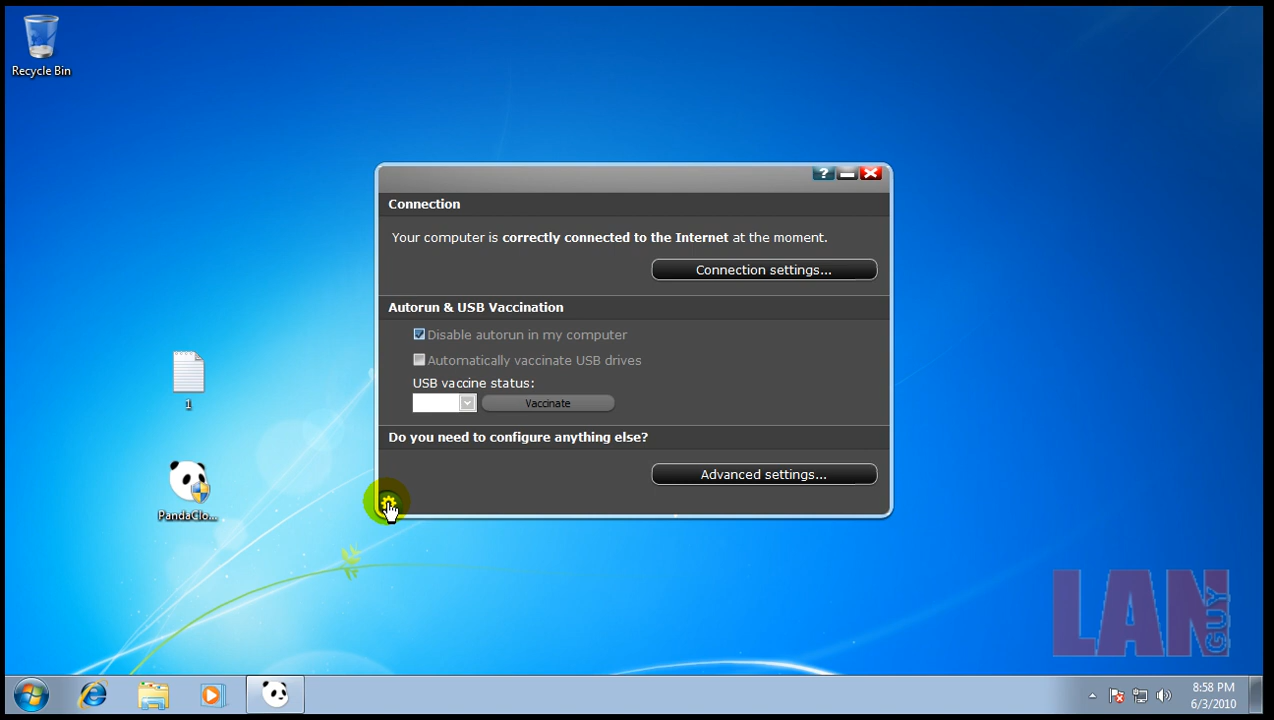 Recycle Bin
?
Connection
Your computer is correctly connected to the Internet at the moment.
Connection settings...
Autorun & USB Vaccination
Disable autorun in my computer
Automatically vaccinate USB drives
USB vaccine status:
Vaccinate
Do you need to configure anything else?
Advanced settings...
1
PandaClo...
LAN GUY
8:58 PM
6/3/2010